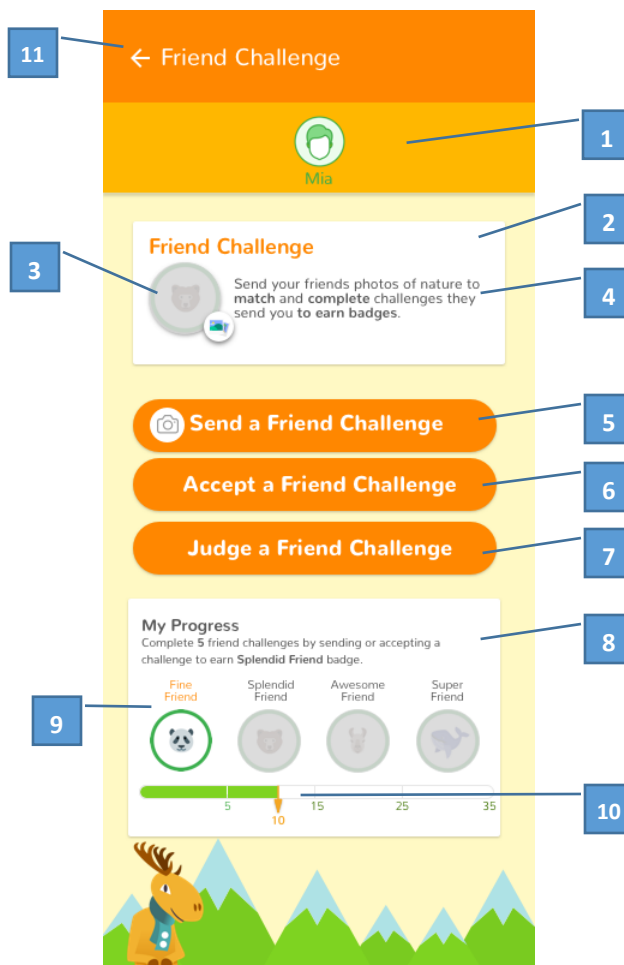 11
← Friend Challenge
1
Mia
2
Friend Challenge
3
Send your friends photos of nature to
match and complete challenges they
send you to earn badges.
4
Send a Friend Challenge
5
Accept a Friend Challenge
6
Judge a Friend Challenge
7
My Progress
Complete 5 friend challenges by sending or accepting a
challenge to earn Splendid Friend badge.
8
Fine Friend
Splendid Friend
Awesome Friend
Super Friend
9
5 15 25 35
10
10